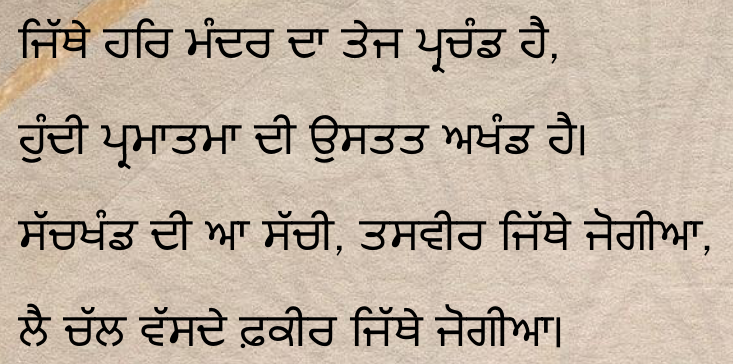 ਜਿੱਥੇ ਹਰਿ ਮੰਦਰ ਦਾ ਤੇਜ ਪ੍ਰਚੰਡ ਹੈ,
ਹੁੰਦੀ ਪ੍ਰਮਾਤਮਾ ਦੀ ਉਸਤਤ ਅਖੰਡ ਹੈ।
ਸੱਚਖੰਡ ਦੀ ਆ ਸੱਚੀ, ਤਸਵੀਰ ਜਿੱਥੇ ਜੋਗੀਆ,
ਲੈ ਚੱਲ ਵੱਸਦੇ ਫ਼ਕੀਰ ਜਿੱਥੇ ਜੋਗੀਆ।